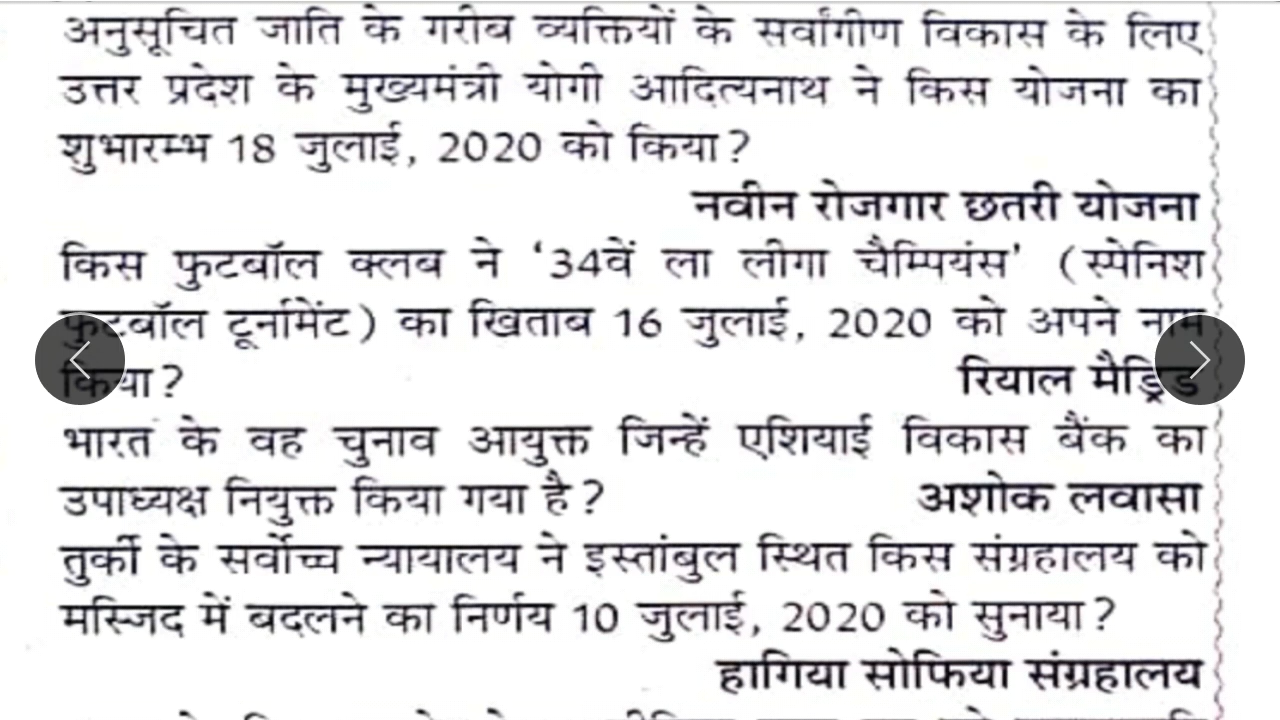 अनुसूचित जाति के गरीब व्यक्तियों के सर्वांगीण विकास के लिए
उत्तर प्रदेश के मुख्यमंत्री योगी आदित्यनाथ ने किस योजना का
शुभारम्भ 18 जुलाई, 2020 को किया?
नवीन रोजगार छतरी योजना
किस फुटबॉल क्लब ने ‘34वें ला लीगा चैम्पियंस’ (स्पेनिश
फुटबॉल टूर्नामेंट) का खिताब 16 जुलाई, 2020 को अपने नाम
किया? रियाल मैड्रिड
भारत के वह चुनाव आयुक्त जिन्हें एशियाई विकास बैंक का
उपाध्यक्ष नियुक्त किया गया है? अशोक लवासा
तुर्की के सर्वोच्च न्यायालय ने इस्तांबुल स्थित किस संग्रहालय को
मस्जिद में बदलने का निर्णय 10 जुलाई, 2020 को सुनाया?
हागिया सोफिया संग्रहालय